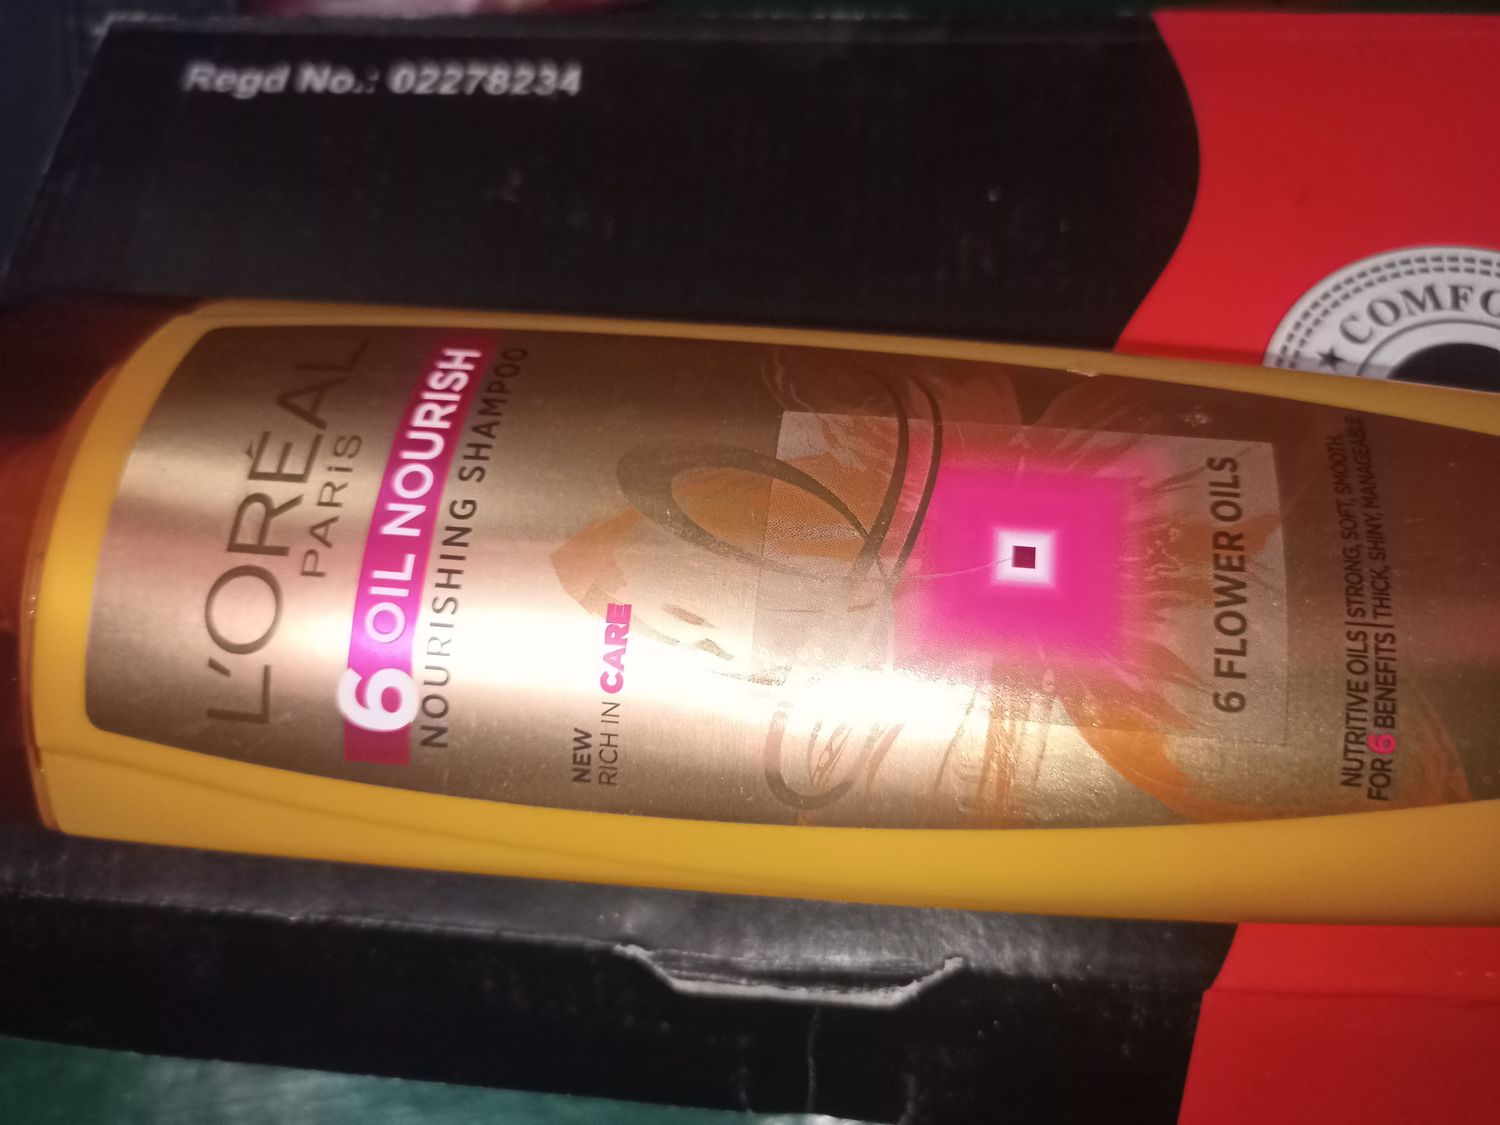 Regd No.: 02278234
COMFO
L'ORÉAL
PARIS
6 OIL NOURISH
NOURISHING SHAMPOO
NEW
RICH IN CARE
6 FLOWER OILS
NUTRITIVE OILS | STRONG, SOFT, SMOOTH,
FOR 6 BENEFITS | THICK, SHINY, MANAGEABLE